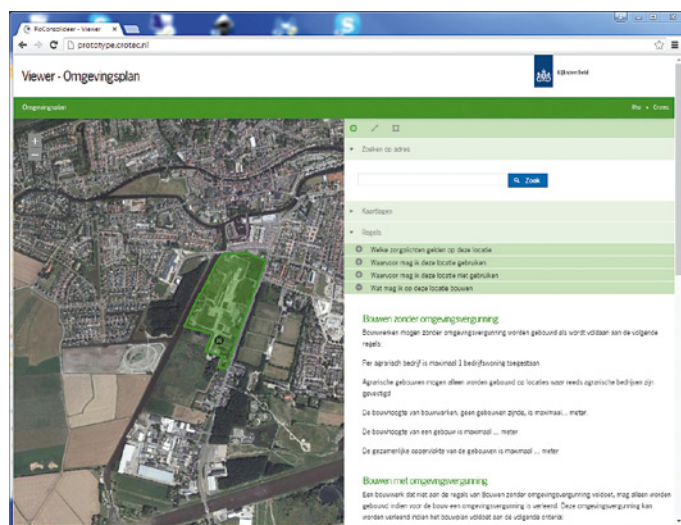 RoConsolideer - Viewer
prototype.crotec.nl
Viewer - Omgevingsplan
Rijksoverheid
Omgevingsplan
Zoeken op adres
Zoek
Kaartlagen
Regels
Welke zorgplichten gelden op deze locatie
Waarvoor mag ik deze locatie gebruiken
Waarvoor mag ik deze locatie niet gebruiken
Wat mag ik op deze locatie bouwen
Bouwen zonder omgevingsvergunning
Bouwwerken mogen zonder omgevingsvergunning worden gebouwd als wordt voldaan aan de volgende
regels:
Per agrarisch bedrijf is maximaal 1 bedrijfswoning toegestaan
Agrarische gebouwen mogen alleen worden gebouwd op locaties waar reeds agrarische bedrijven zijn
gevestigd
De bouwhoogte van bouwwerken, geen gebouwen zijnde, is maximaal... meter.
De bouwhoogte van een gebouw is maximaal ... meter
De gezamenlijke oppervlakte van de gebouwen is maximaal ... meter
Bouwen met omgevingsvergunning
Een bouwwerk dat niet aan de regels van Bouwen zonder omgevingsvergunning voldoet, mag alleen worden
gebouwd indien voor de bouw een omgevingsvergunning is verleend. Deze omgevingsvergunning kan
worden verleend indien het bouwplan voldoet aan de volgende criteria: